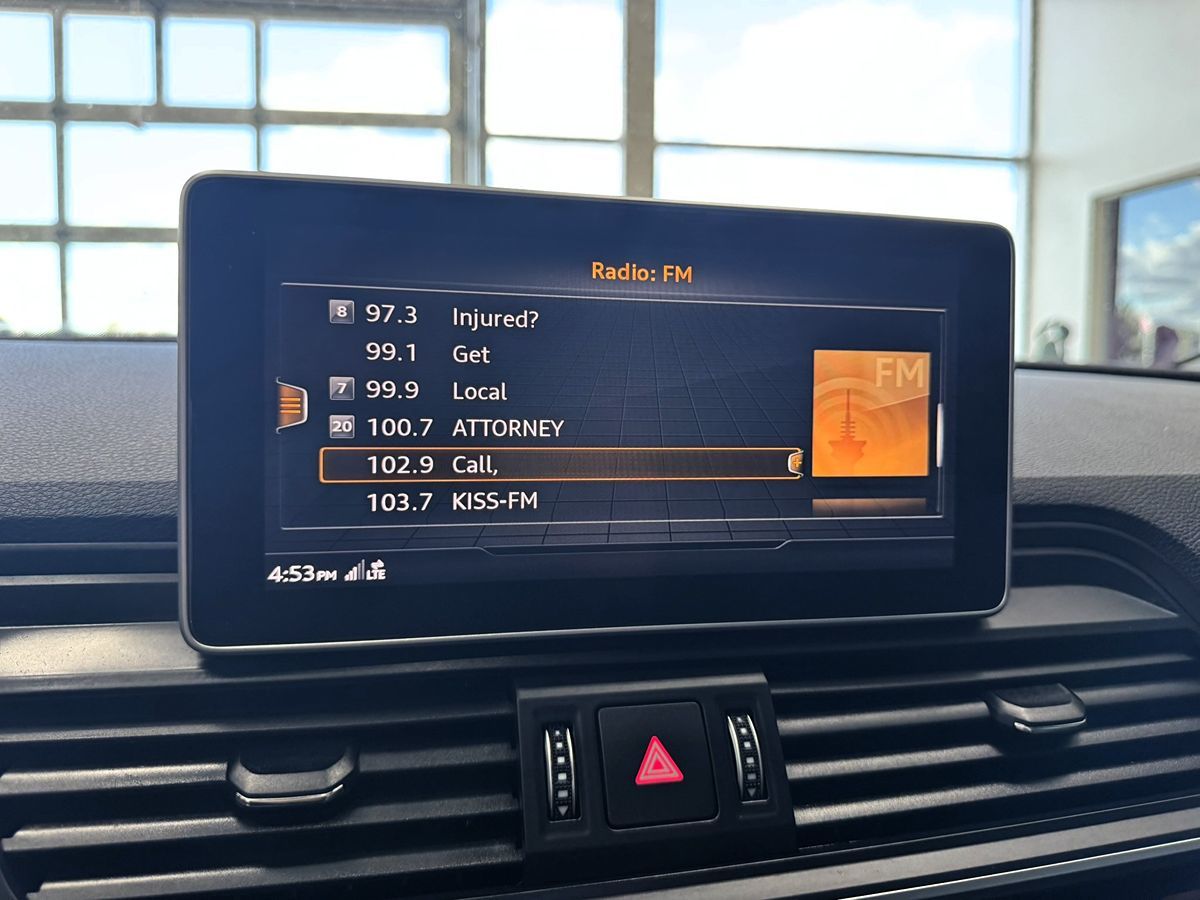 Radio: FM
8 97.3 Injured?
99.1 Get
7 99.9 Local
20 100.7 ATTORNEY
102.9 Call,
103.7 KISS-FM
FM
4:53PM LTE